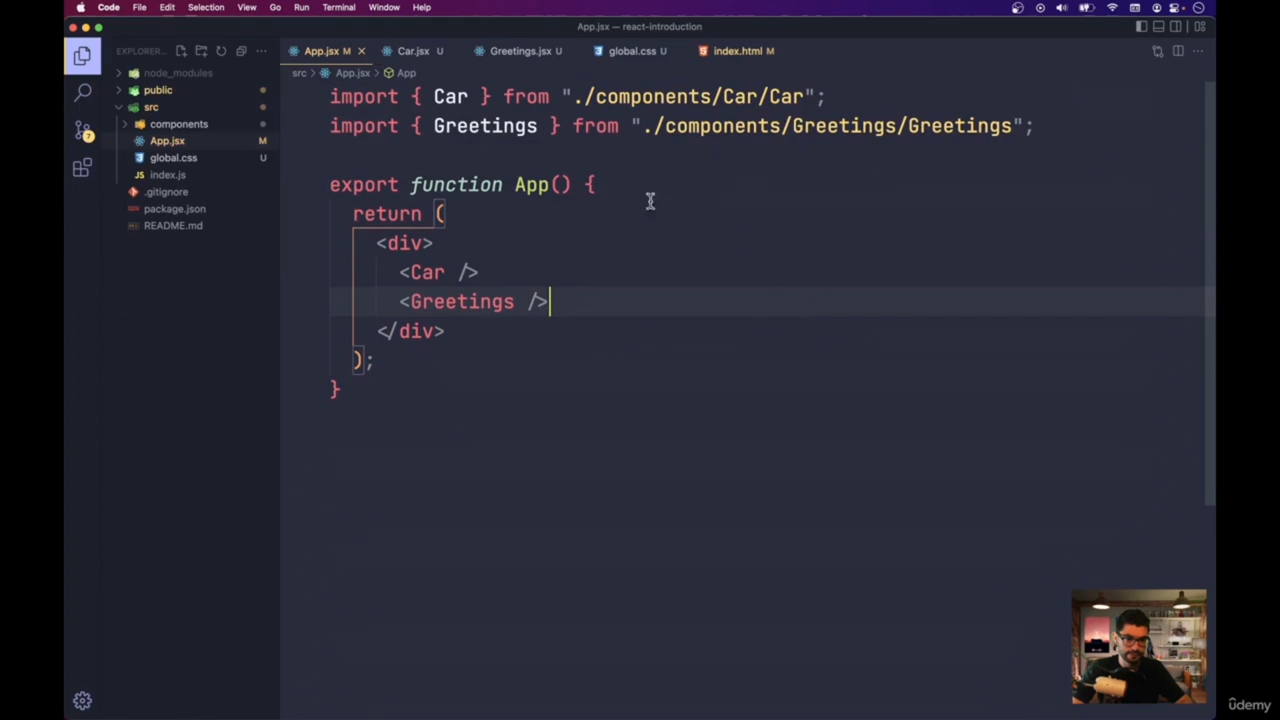 Code File Edit Selection View Go Run Terminal Window Help
App.jsx — react-introduction
EXPLORER...
App.jsx M
Car.jsx U
Greetings.jsx U
global.css U
index.html M
node_modules
public
src
components
App.jsx M
global.css U
index.js
.gitignore
package.json
README.md
7
src > App.jsx > App
import { Car } from "./components/Car/Car";
import { Greetings } from "./components/Greetings/Greetings";
export function App() {
return (
<div>
<Car />
<Greetings />
</div>
);
}
ûdemy